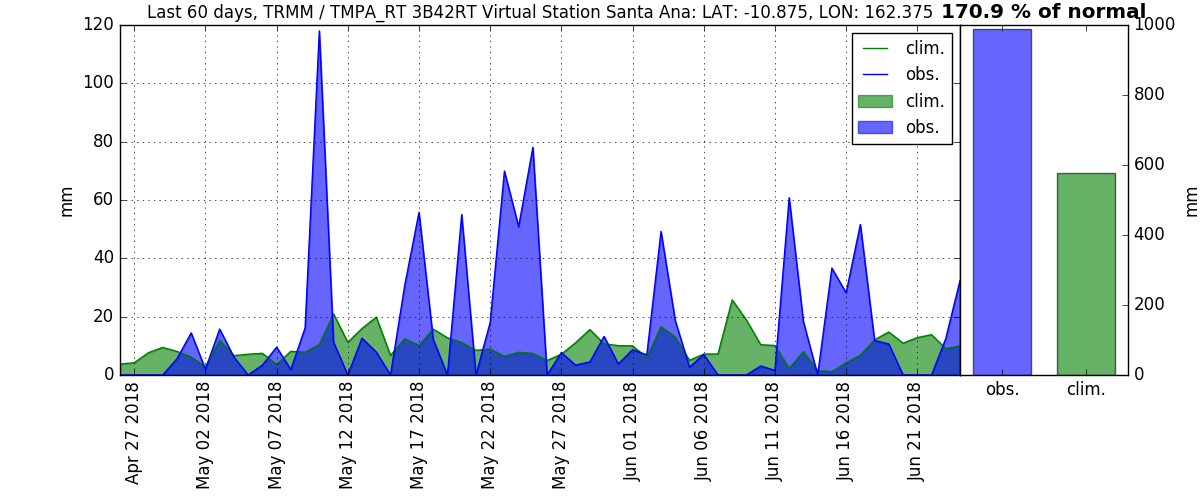 Last 60 days, TRMM / TMPA_RT 3B42RT Virtual Station Santa Ana: LAT: -10.875, LON: 162.375
170.9 % of normal
120
100
80
60
40
20
0
mm
clim.
obs.
clim.
obs.
Apr 27 2018
May 02 2018
May 07 2018
May 12 2018
May 17 2018
May 22 2018
May 27 2018
Jun 01 2018
Jun 06 2018
Jun 11 2018
Jun 16 2018
Jun 21 2018
1000
800
600
400
200
0
mm
obs.
clim.